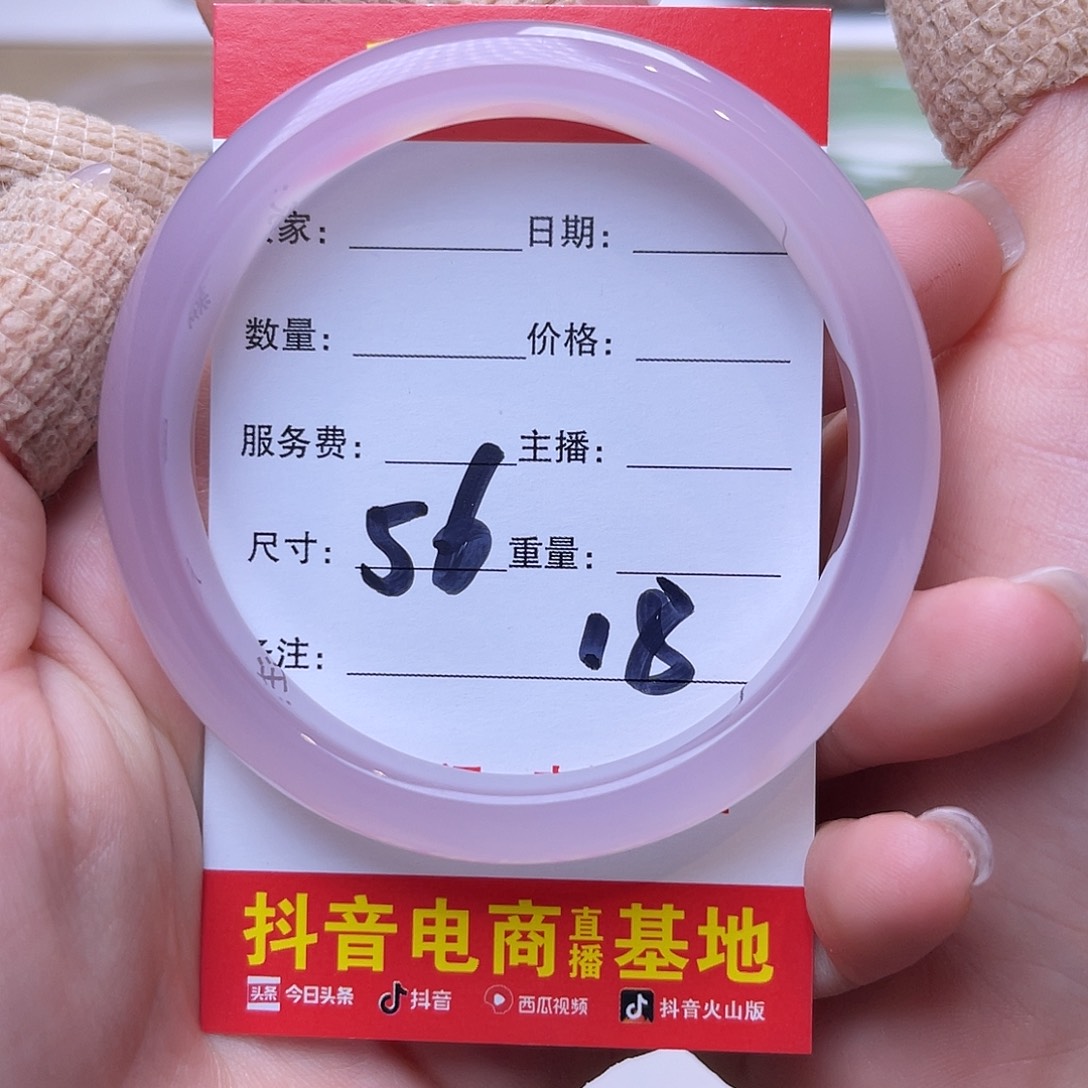 家： 日期：
数量： 价格：
服务费： 主播：
尺寸：56 重量：
18
注：
抖音电商直播基地
头条 今日头条 抖音 西瓜视频 抖音火山版